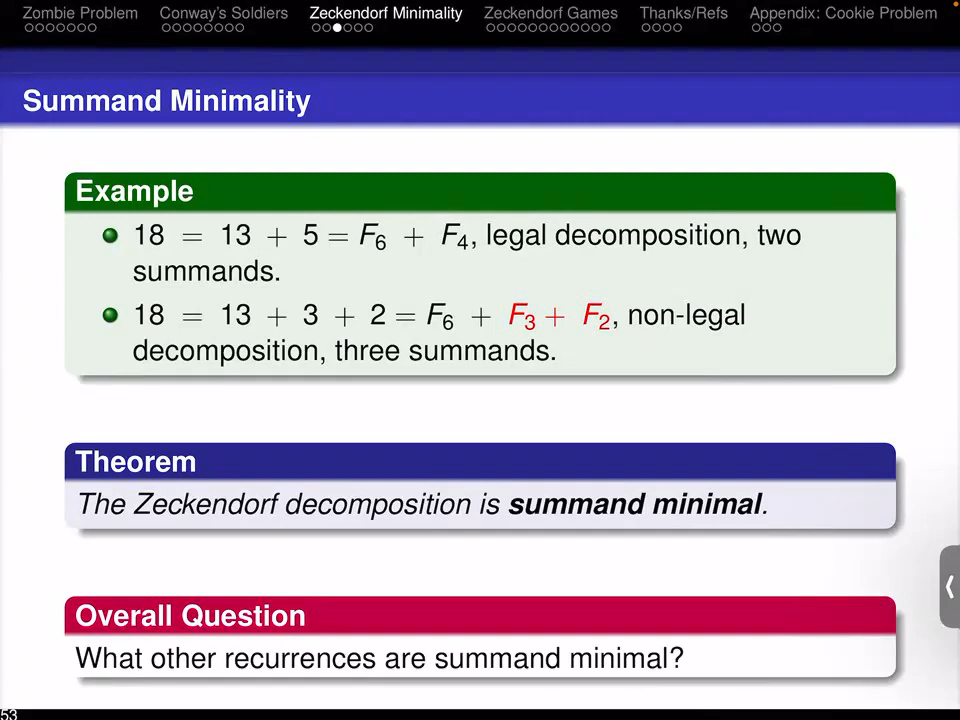 Zombie Problem Conway's Soldiers Zeckendorf Minimality Zeckendorf Games Thanks/Refs Appendix: Cookie Problem
Summand Minimality
Example
18 = 13 + 5 = F₆ + F₄, legal decomposition, two
summands.
18 = 13 + 3 + 2 = F₆ + F₃ + F₂, non-legal
decomposition, three summands.
Theorem
The Zeckendorf decomposition is summand minimal.
Overall Question
What other recurrences are summand minimal?
53